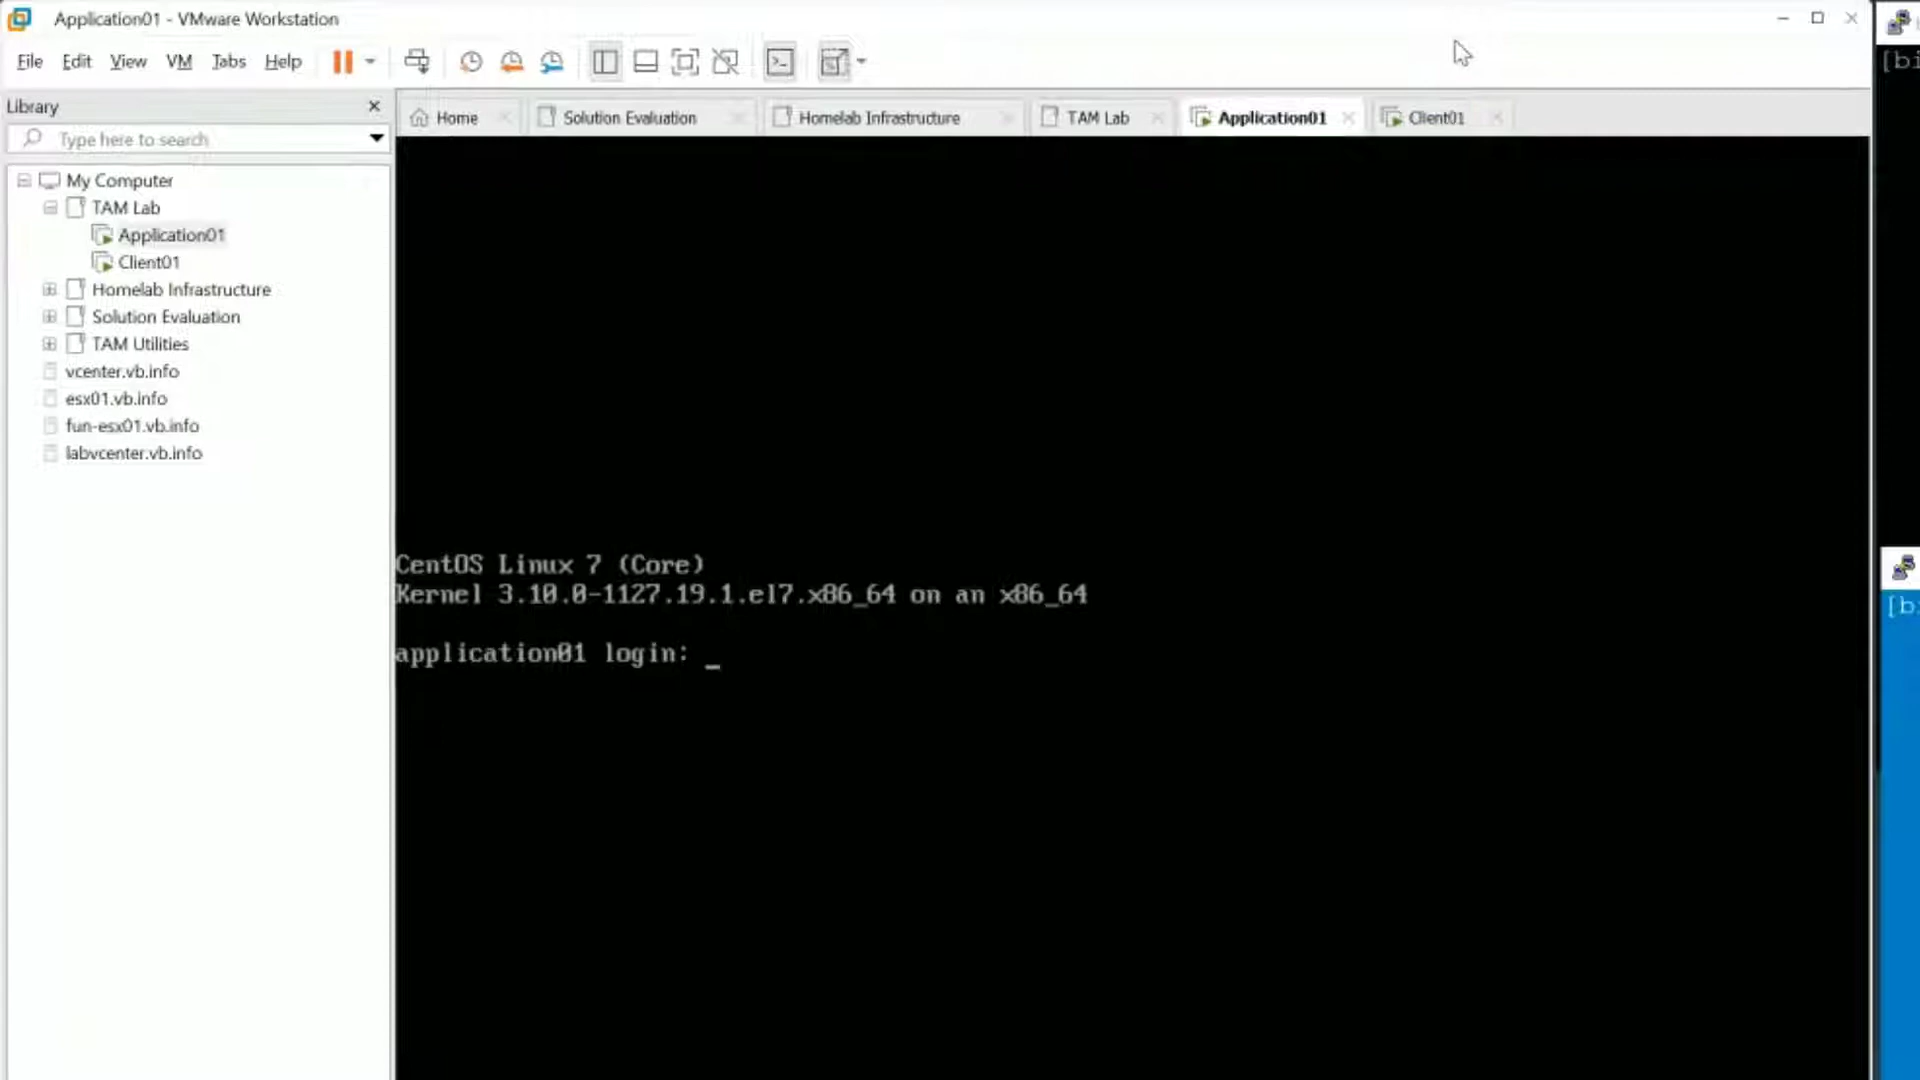 Application01 - VMware Workstation
File Edit View VM Tabs Help
Library
Type here to search
My Computer
TAM Lab
Application01
Client01
Homelab Infrastructure
Solution Evaluation
TAM Utilities
vcenter.vb.info
esx01.vb.info
fun-esx01.vb.info
labvcenter.vb.info
Home Solution Evaluation Homelab Infrastructure TAM Lab Application01 Client01
CentOS Linux 7 (Core)
Kernel 3.10.0-1127.19.1.el7.x86_64 on an x86_64
application01 login: _
[bi
[b